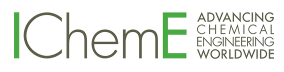 IChemE
ADVANCING
CHEMICAL
ENGINEERING
WORLDWIDE